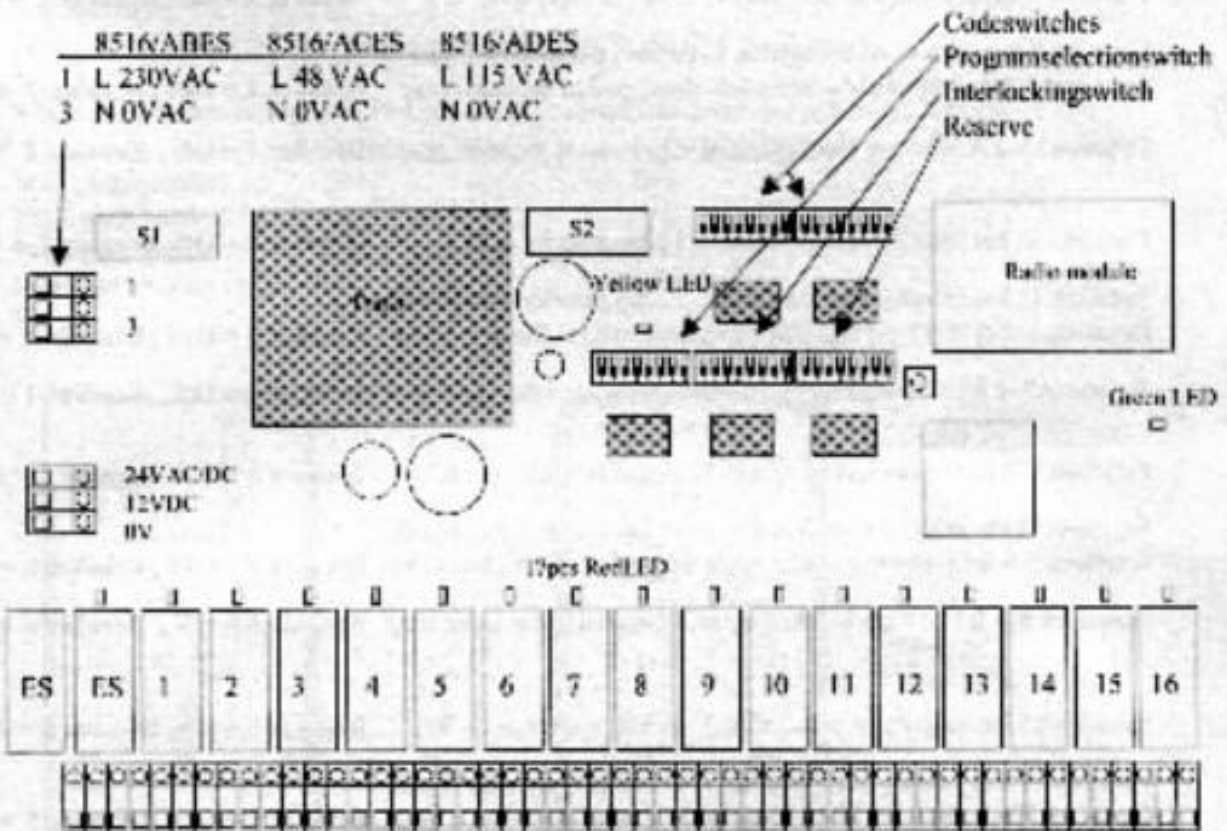 8516/ABES 8516/ACES 8516/ADES
1 L 230VAC L 48 VAC L 115 VAC
3 N 0VAC N 0VAC N 0VAC
Codeswitches
Programselectionswitch
Interlockingswitch
Reserve
S1
S2
Yellow LED
Radio module
1
3
Green LED
24VAC/DC
12VDC
0V
17pcs RedLED
ES ES 1 2 3 4 5 6 7 8 9 10 11 12 13 14 15 16